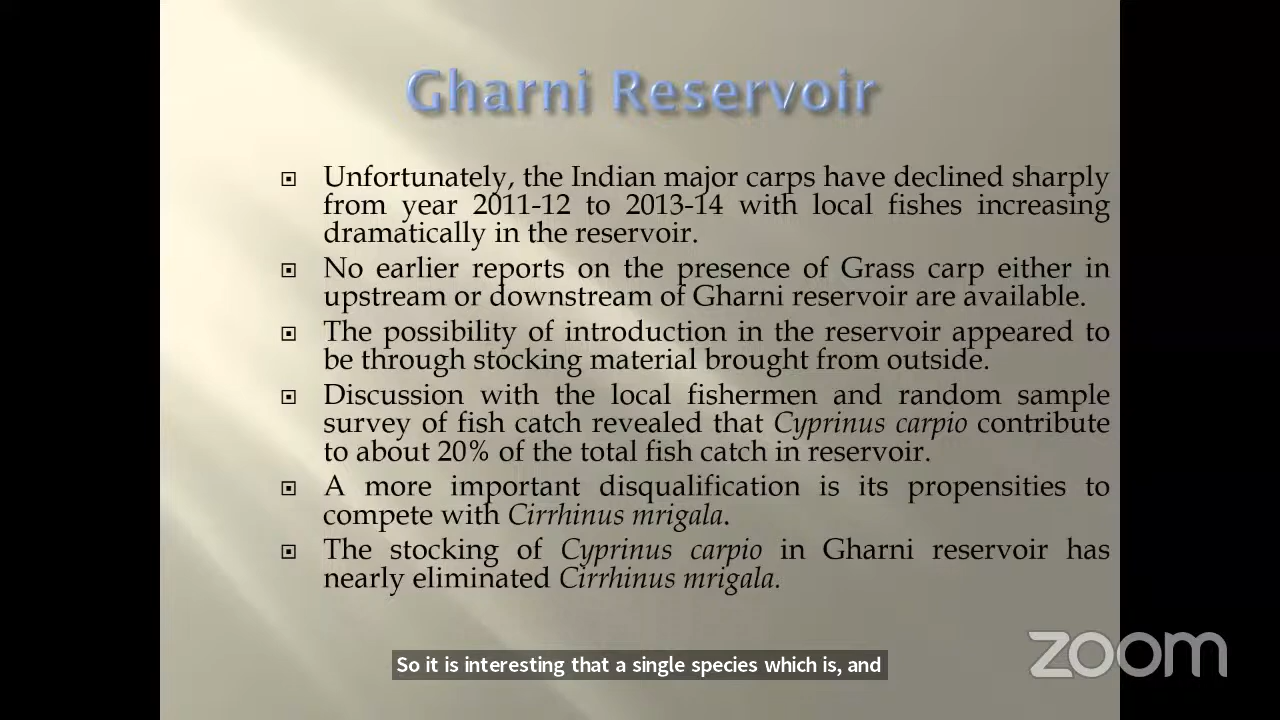 Gharni Reservoir
Unfortunately, the Indian major carps have declined sharply
from year 2011-12 to 2013-14 with local fishes increasing
dramatically in the reservoir.
No earlier reports on the presence of Grass carp either in
upstream or downstream of Gharni reservoir are available.
The possibility of introduction in the reservoir appeared to
be through stocking material brought from outside.
Discussion with the local fishermen and random sample
survey of fish catch revealed that Cyprinus carpio contribute
to about 20% of the total fish catch in reservoir.
A more important disqualification is its propensities to
compete with Cirrhinus mrigala.
The stocking of Cyprinus carpio in Gharni reservoir has
nearly eliminated Cirrhinus mrigala.
So it is interesting that a single species which is, and
zoom